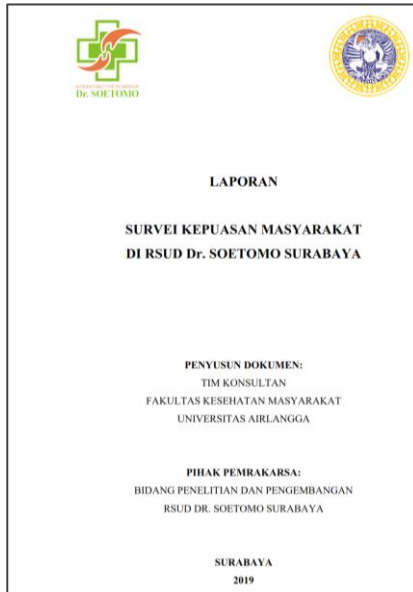 Dr. SOETOMO
LAPORAN
SURVEI KEPUASAN MASYARAKAT
DI RSUD Dr. SOETOMO SURABAYA
PENYUSUN DOKUMEN:
TIM KONSULTAN
FAKULTAS KESEHATAN MASYARAKAT
UNIVERSITAS AIRLANGGA
PIHAK PEMRAKARSA:
BIDANG PENELITIAN DAN PENGEMBANGAN
RSUD DR. SOETOMO SURABAYA
SURABAYA
2019